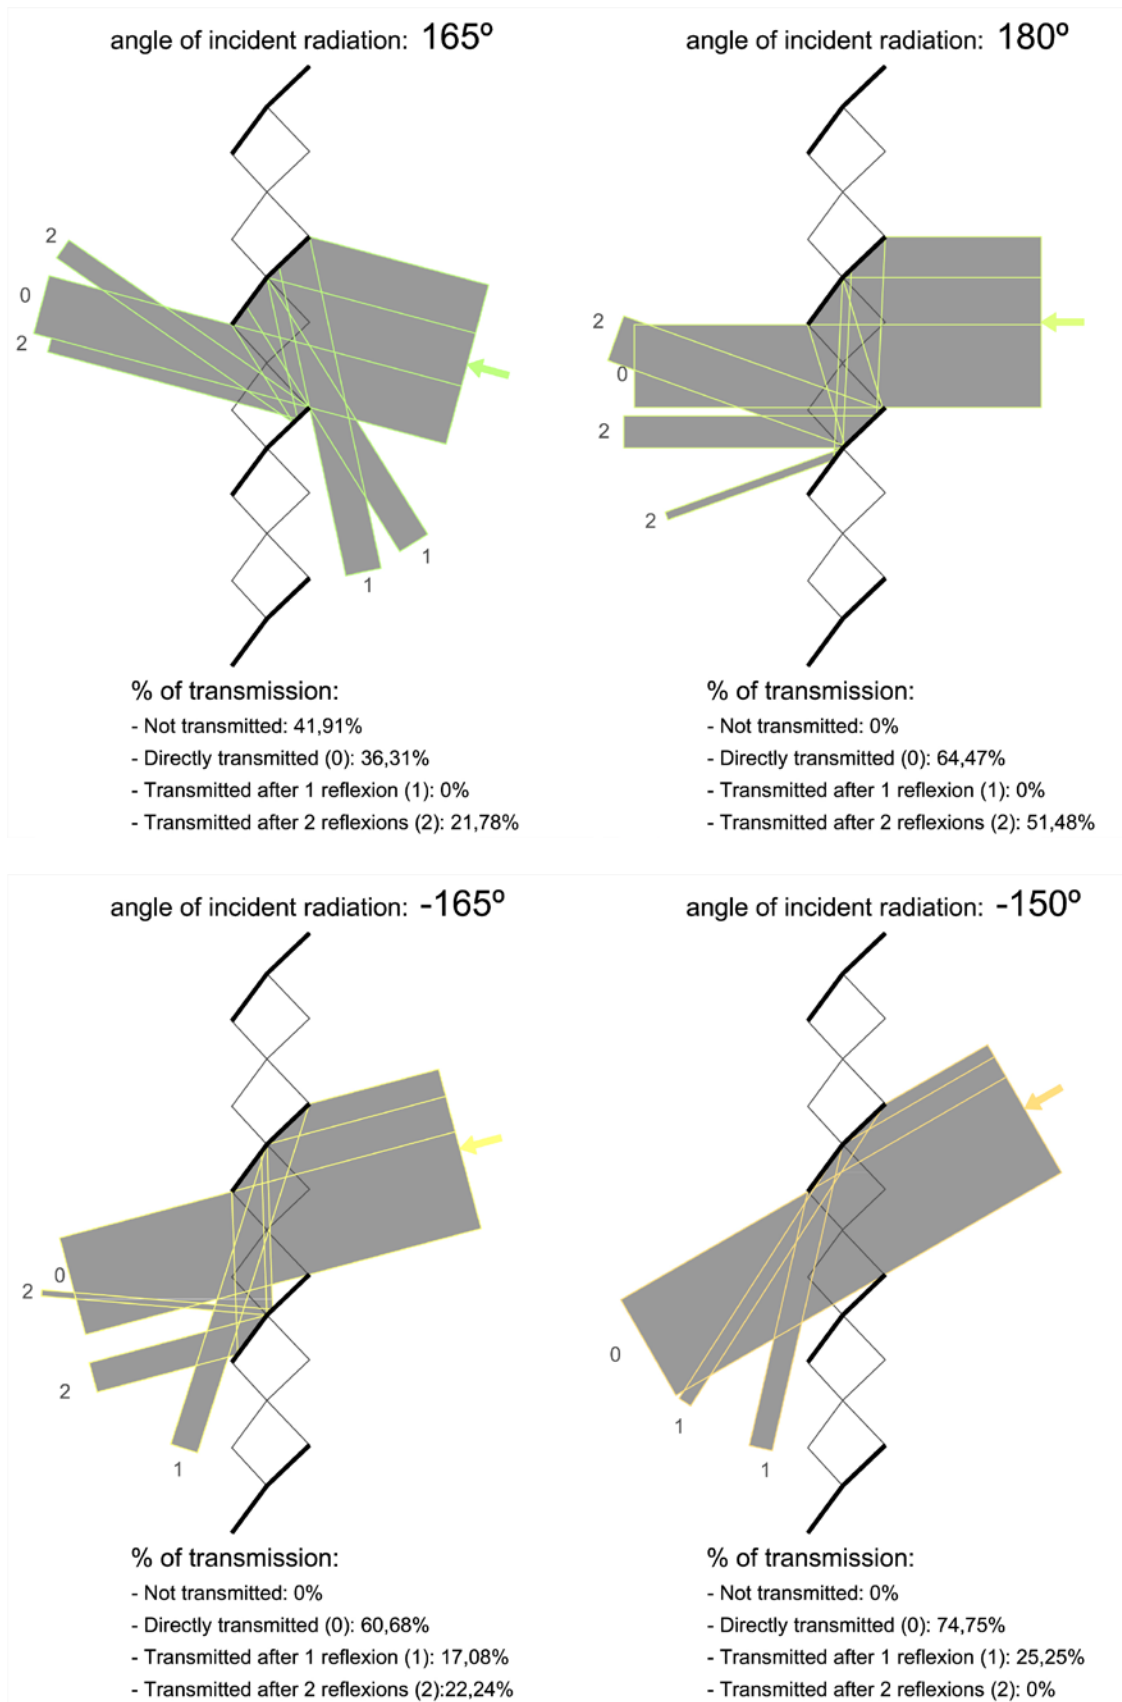 angle of incident radiation: 165º
2
0
2
1
1
% of transmission:
- Not transmitted: 41,91%
- Directly transmitted (0): 36,31%
- Transmitted after 1 reflexion (1): 0%
- Transmitted after 2 reflexions (2): 21,78%
angle of incident radiation: 180º
2
0
2
2
% of transmission:
- Not transmitted: 0%
- Directly transmitted (0): 64,47%
- Transmitted after 1 reflexion (1): 0%
- Transmitted after 2 reflexions (2): 51,48%
angle of incident radiation: -165º
0
2
2
1
% of transmission:
- Not transmitted: 0%
- Directly transmitted (0): 60,68%
- Transmitted after 1 reflexion (1): 17,08%
- Transmitted after 2 reflexions (2):22,24%
angle of incident radiation: -150º
0
1
1
% of transmission:
- Not transmitted: 0%
- Directly transmitted (0): 74,75%
- Transmitted after 1 reflexion (1): 25,25%
- Transmitted after 2 reflexions (2): 0%